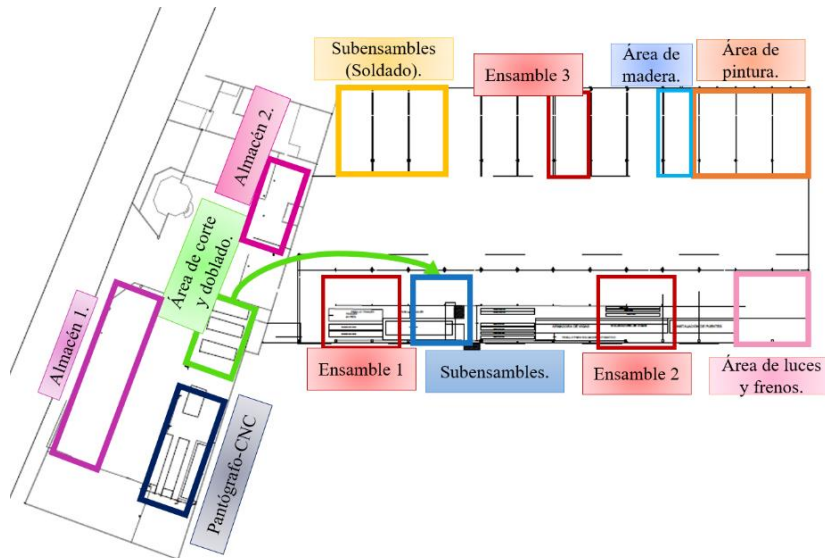 Subensambles
(Soldado).
Ensamble 3
Área de
madera.
Área de
pintura.
Almacén 2.
Área de corte
y doblado.
Almacén 1.
Pantógrafo-CNC
Ensamble 1
Subensambles.
Ensamble 2
Área de luces
y frenos.